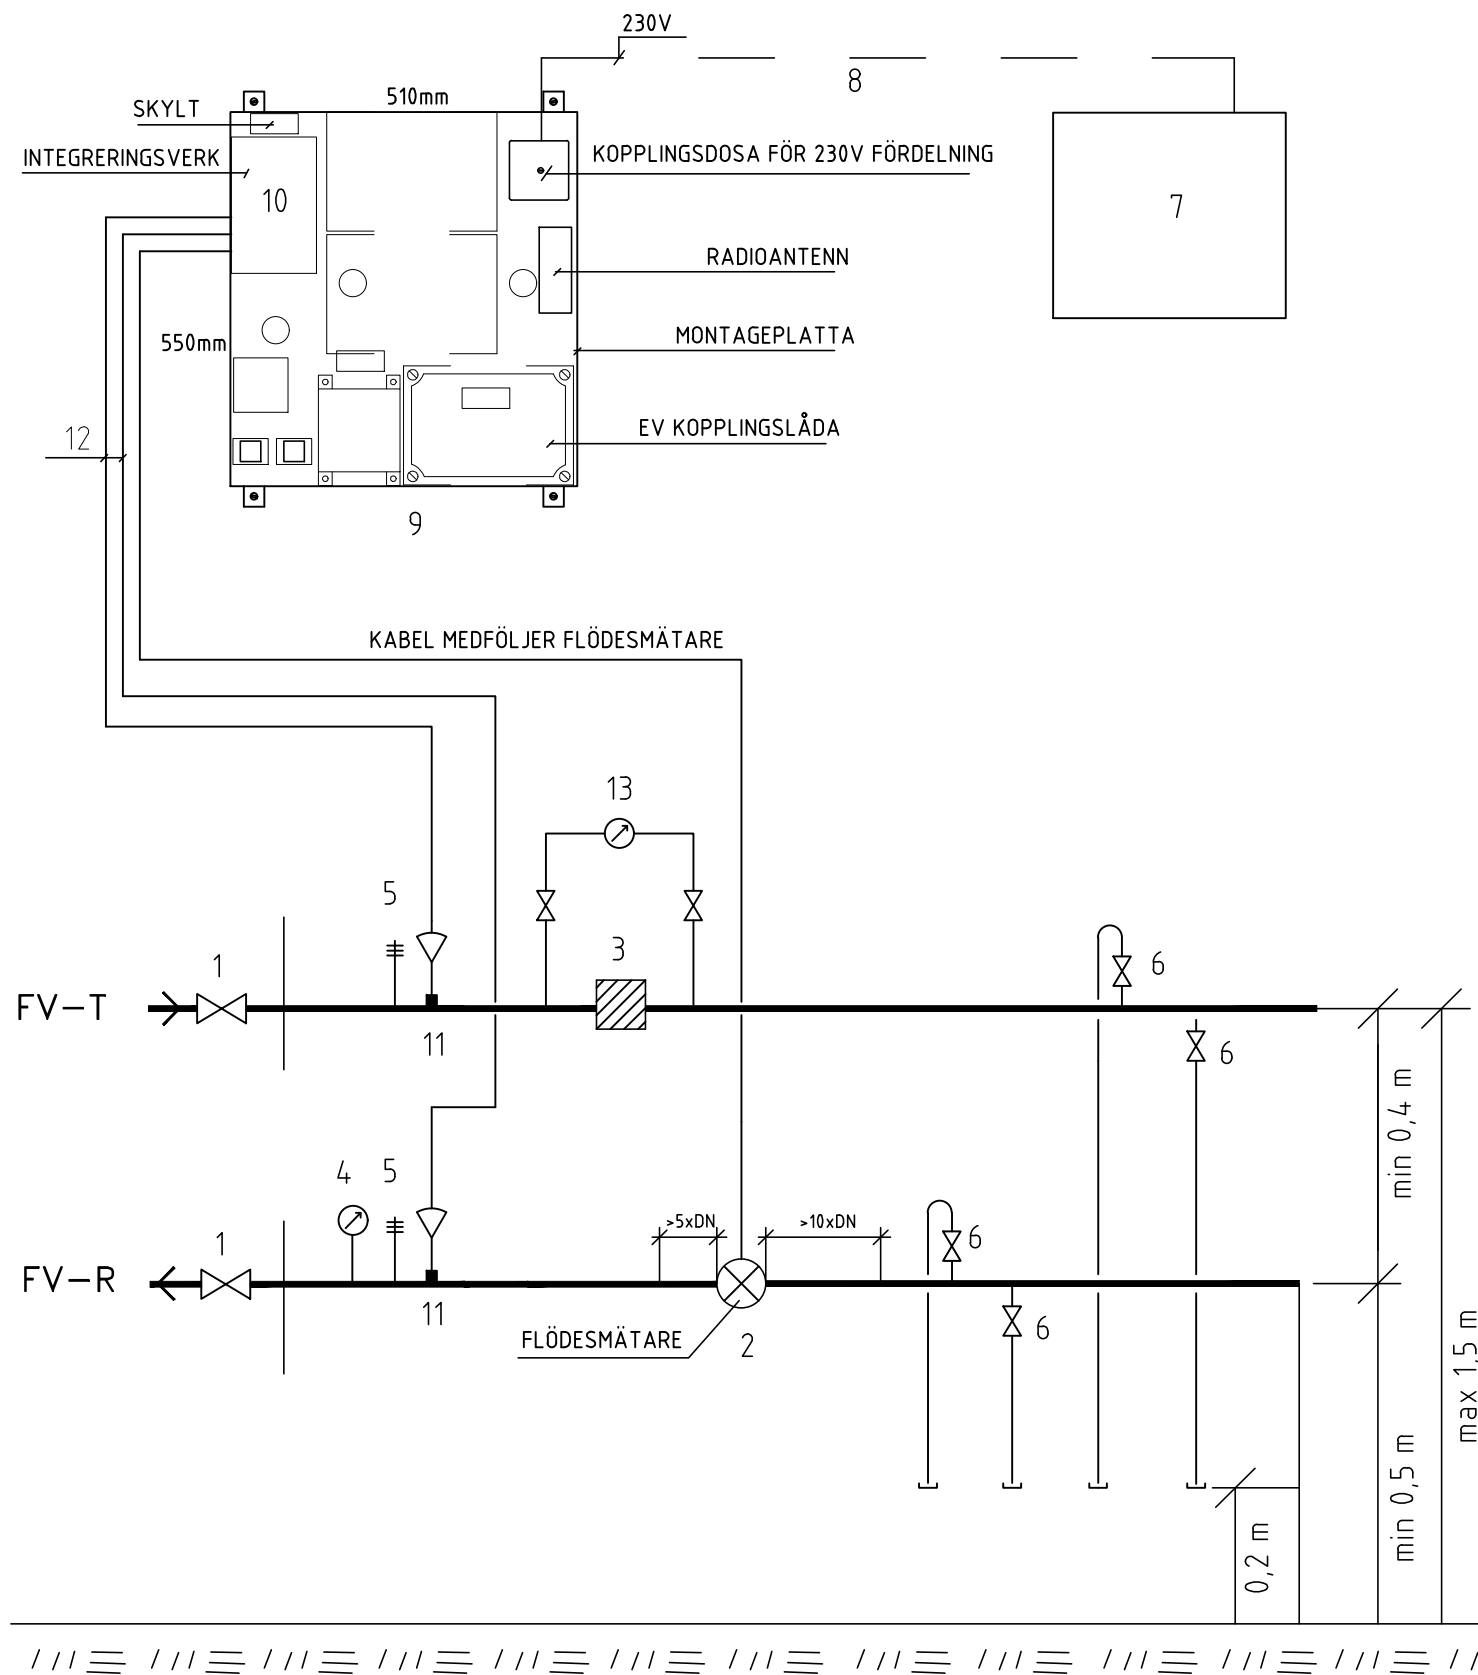 230V
8
510mm
SKYLT
INTEGRERINGSVERK
10
KOPPLINGSDOSA FÖR 230V FÖRDELNING
7
RADIOANTENN
MONTAGEPLATTA
550mm
EV KOPPLINGSLÅDA
12
9
KABEL MEDFÖLJER FLÖDESMÄTARE
13
5
3
1
6
FV-T
11
6
min 0,4 m
4
5
>5xDN
>10xDN
1
6
FV-R
11
FLÖDESMÄTARE
2
6
max 1,5 m
min 0,5 m
0,2 m